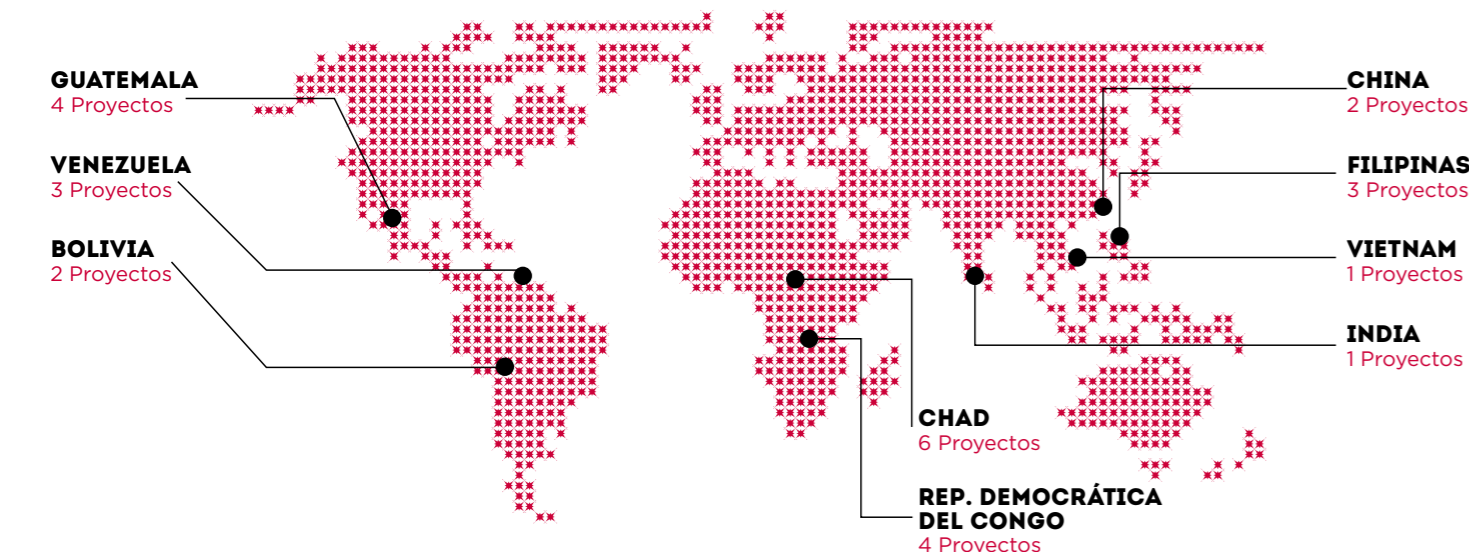 GUATEMALA
4 Proyectos
VENEZUELA
3 Proyectos
BOLIVIA
2 Proyectos
CHINA
2 Proyectos
FILIPINAS
3 Proyectos
VIETNAM
1 Proyectos
INDIA
1 Proyectos
CHAD
6 Proyectos
REP. DEMOCRÁTICA
DEL CONGO
4 Proyectos